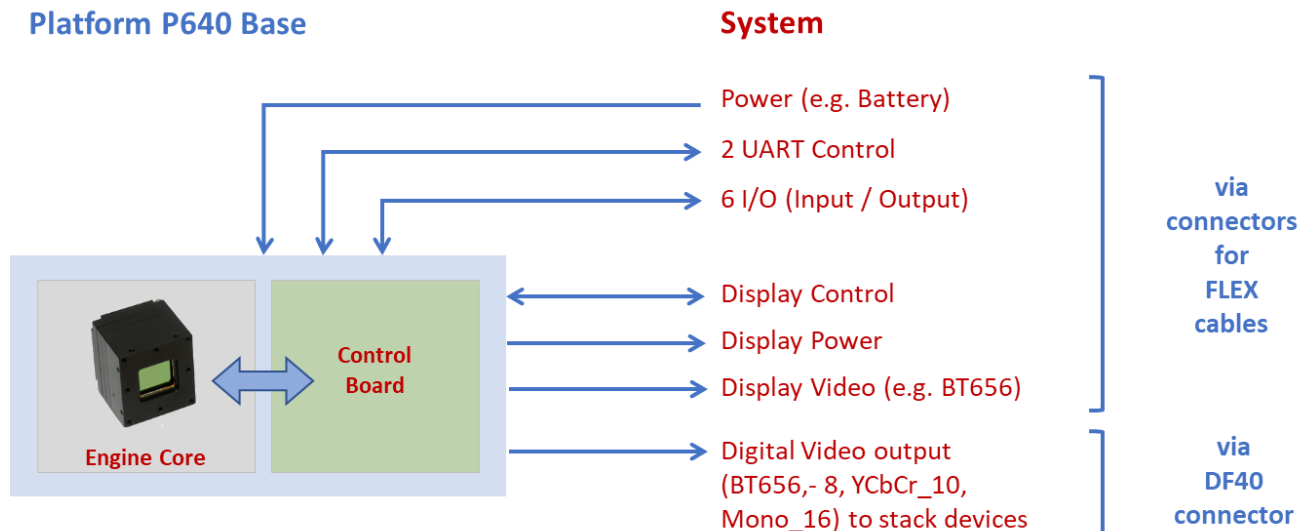 Platform P640 Base
System
Power (e.g. Battery)
2 UART Control
6 I/O (Input / Output)
Display Control
Display Power
Display Video (e.g. BT656)
Digital Video output
(BT656,- 8, YCbCr_10,
Mono_16) to stack devices
via
connectors
for
FLEX
cables
via
DF40
connector
Control
Board
Engine Core